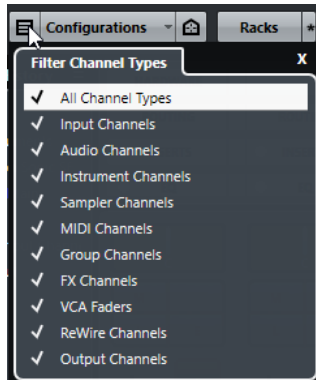 Configurations Racks *
Filter Channel Types X
All Channel Types
Input Channels
Audio Channels
Instrument Channels
Sampler Channels
MIDI Channels
Group Channels
FX Channels
VCA Faders
ReWire Channels
Output Channels